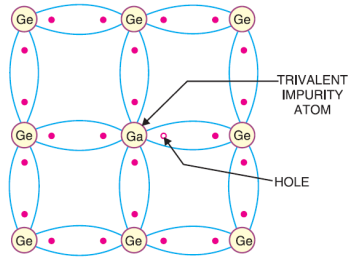 Ge Ge Ge
TRIVALENT
IMPURITY
ATOM
Ge Ga Ge
HOLE
Ge Ge Ge